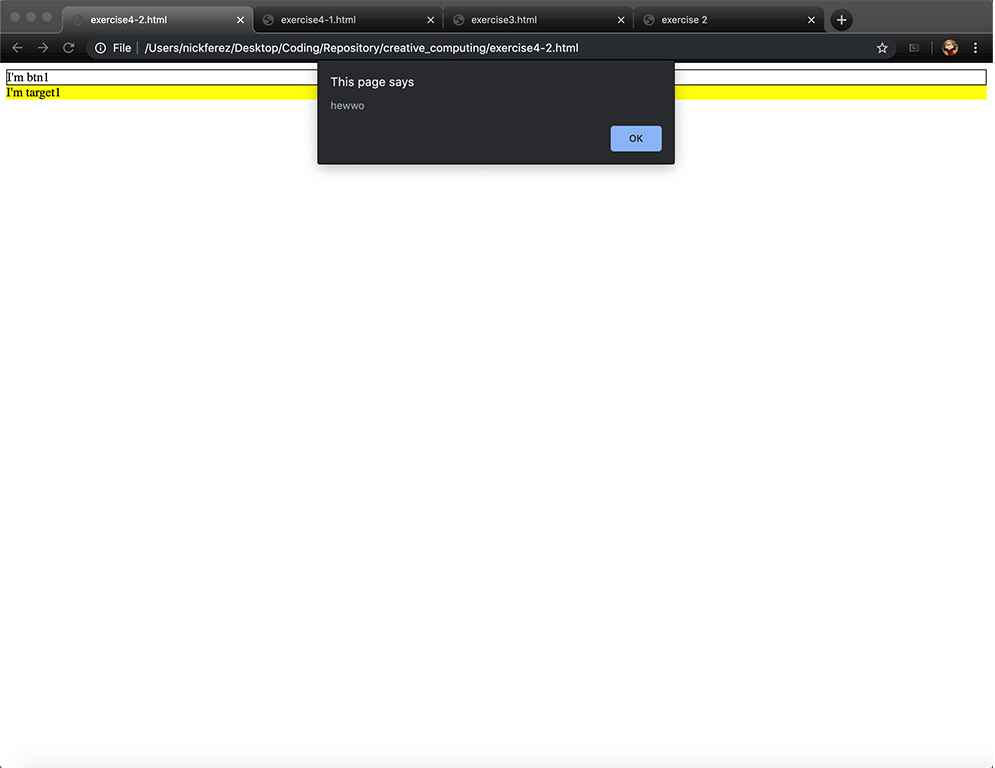 exercise4-2.html
exercise4-1.html
exercise3.html
exercise 2
File
/Users/nickferez/Desktop/Coding/Repository/creative_computing/exercise4-2.html
I'm btn1
I'm target1
This page says
hewwo
OK